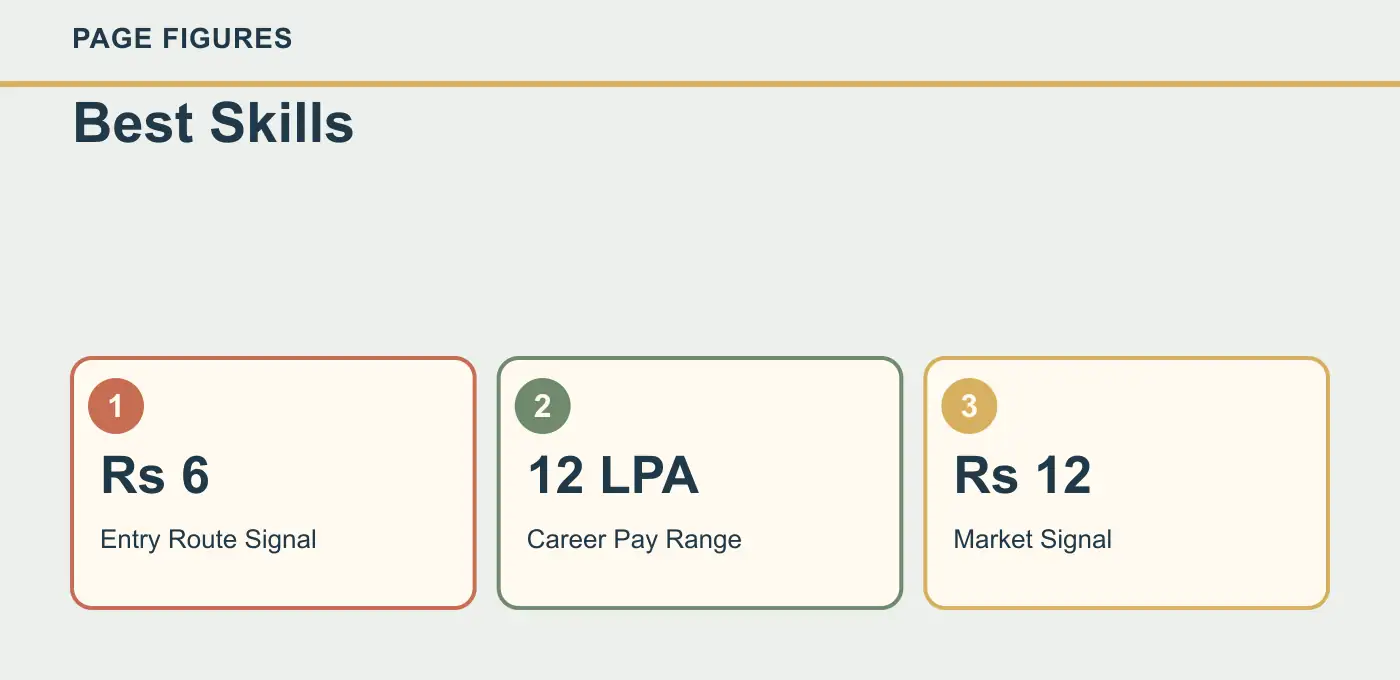 PAGE FIGURES
Best Skills
1
Rs 6
Entry Route Signal
2
12 LPA
Career Pay Range
3
Rs 12
Market Signal